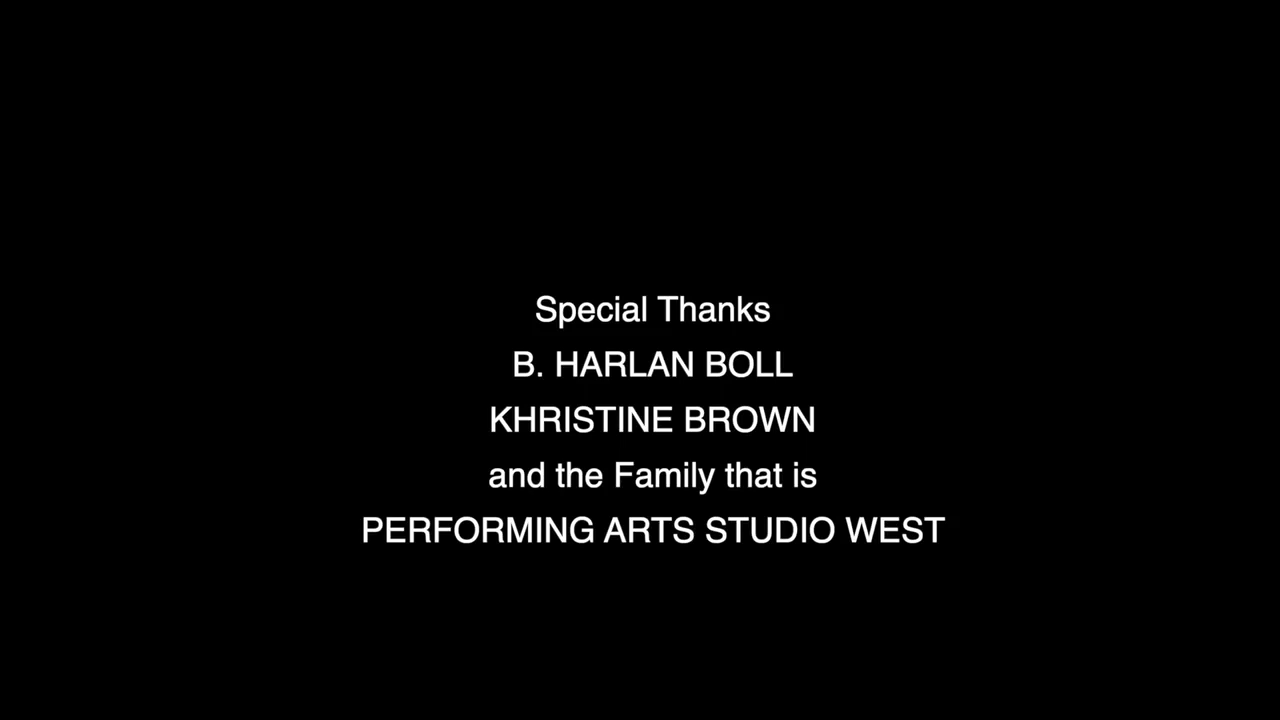 Special Thanks
B. HARLAN BOLL
KHRISTINE BROWN
and the Family that is
PERFORMING ARTS STUDIO WEST